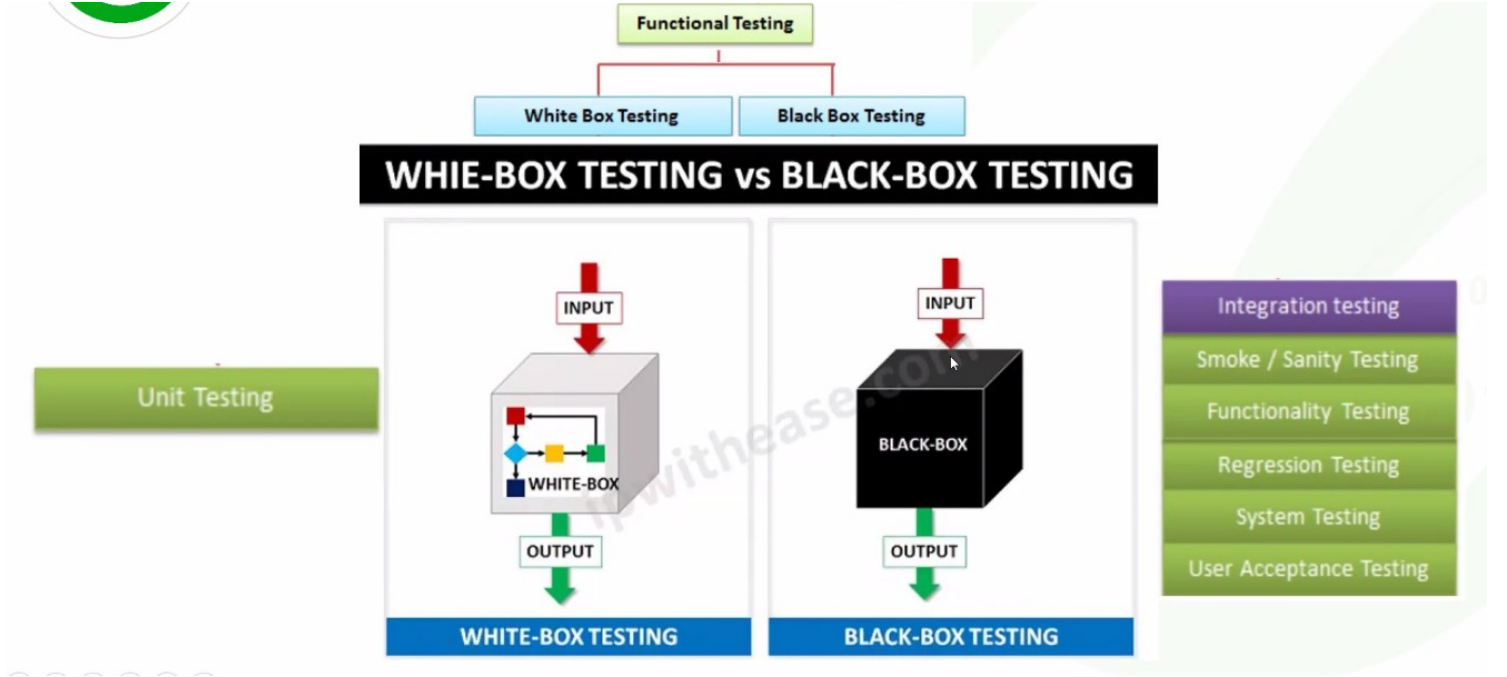 Functional Testing
White Box Testing
Black Box Testing
WHIE-BOX TESTING vs BLACK-BOX TESTING
INPUT
WHITE-BOX
OUTPUT
WHITE-BOX TESTING
INPUT
BLACK-BOX
OUTPUT
BLACK-BOX TESTING
ipwithease.com
Unit Testing
Integration testing
Smoke / Sanity Testing
Functionality Testing
Regression Testing
System Testing
User Acceptance Testing